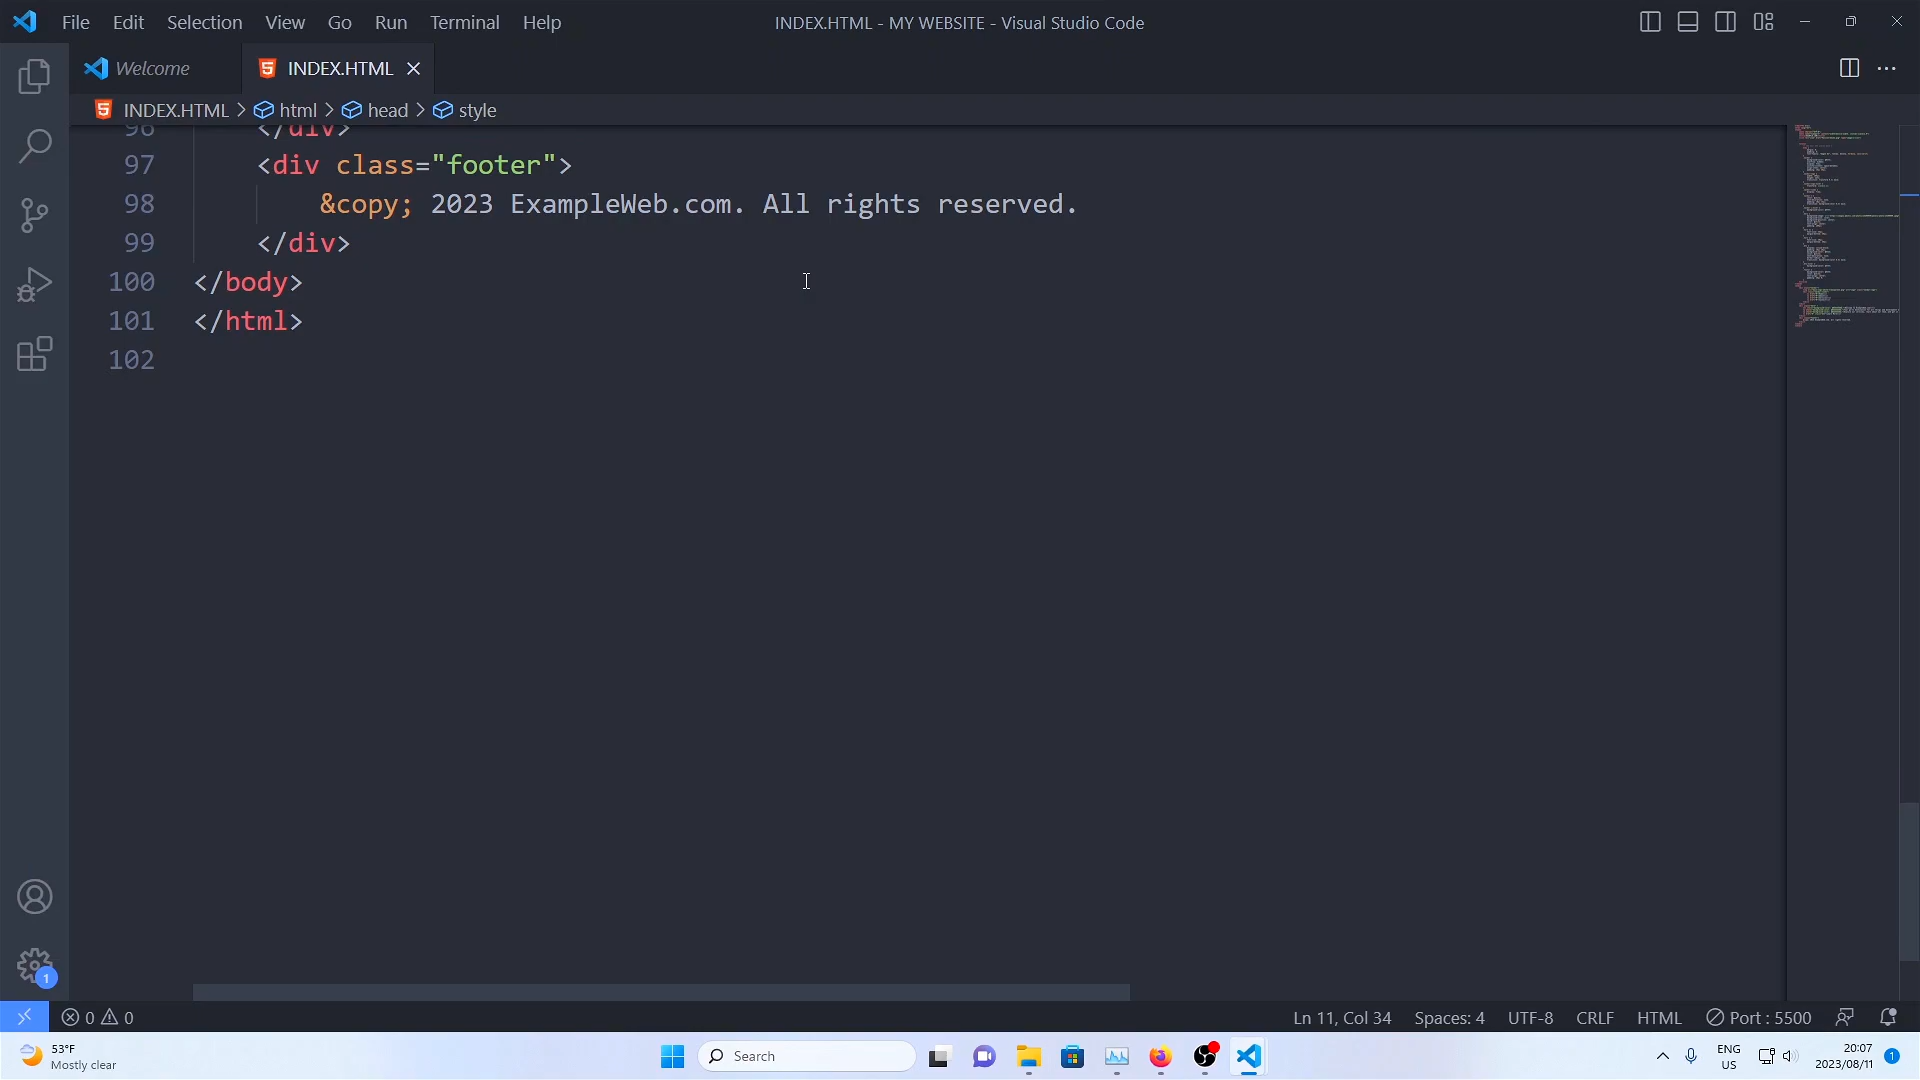 File Edit Selection View Go Run Terminal Help
INDEX.HTML - MY WEBSITE - Visual Studio Code
Welcome
INDEX.HTML
INDEX.HTML > html > head > style
96 </div>
97 <div class="footer">
98 &copy; 2023 ExampleWeb.com. All rights reserved.
99 </div>
100 </body>
101 </html>
102
1
0 0
Ln 11, Col 34 Spaces: 4 UTF-8 CRLF HTML Port : 5500
53°F
Mostly clear
Search
ENG
US
20:07
2023/08/11
1